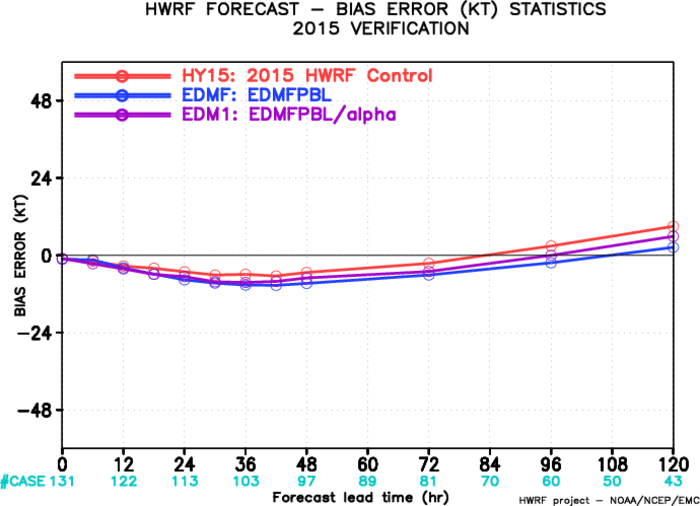 HWRF FORECAST – BIAS ERROR (KT) STATISTICS
2015 VERIFICATION
HY15: 2015 HWRF Control
EDMF: EDMFPBL
EDM1: EDMFPBL/alpha
BIAS ERROR (KT)
48
24
0
−24
−48
0 12 24 36 48 60 72 84 96 108 120
#CASE 131 122 113 103 97 89 81 70 60 50 43
Forecast lead time (hr)
HWRF project – NOAA/NCEP/EMC